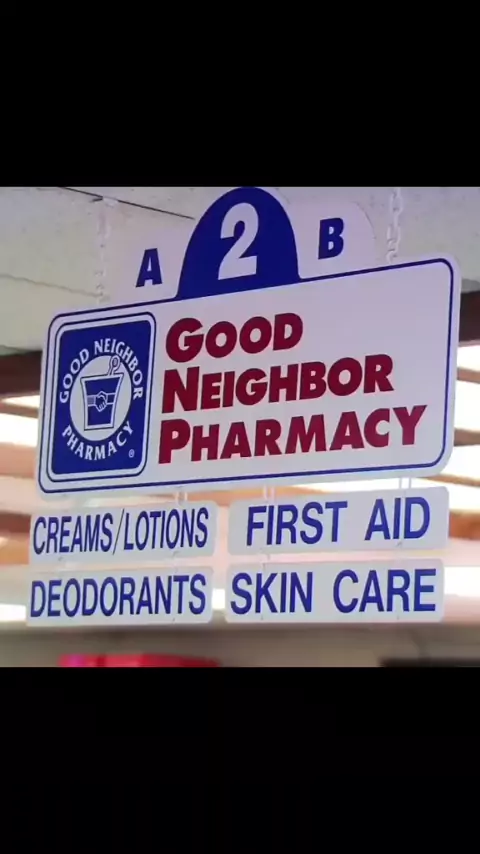 A 2 B
GOOD NEIGHBOR
PHARMACY ®
GOOD
NEIGHBOR
PHARMACY
CREAMS/LOTIONS
FIRST AID
DEODORANTS
SKIN CARE